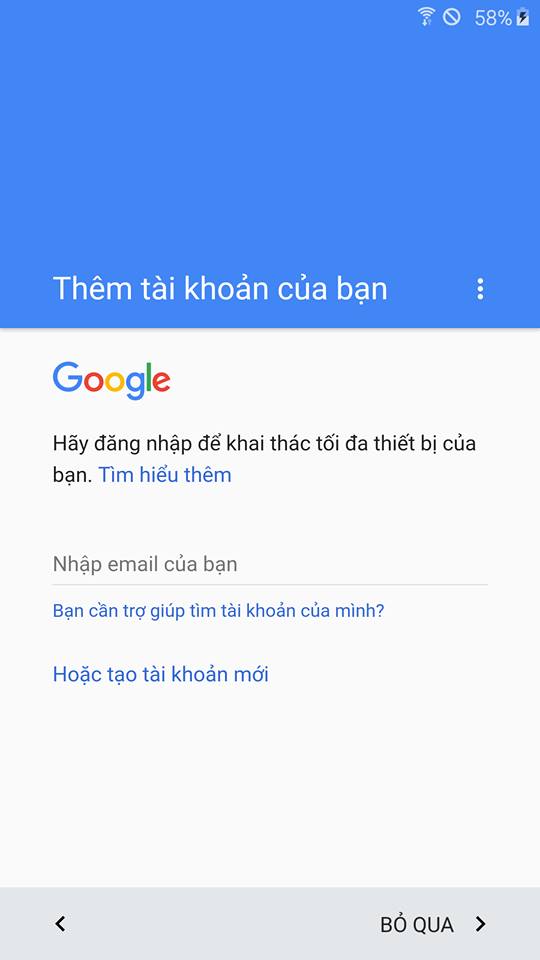 58%
Thêm tài khoản của bạn
Google
Hãy đăng nhập để khai thác tối đa thiết bị của
bạn. Tìm hiểu thêm
Nhập email của bạn
Bạn cần trợ giúp tìm tài khoản của mình?
Hoặc tạo tài khoản mới
BỎ QUA